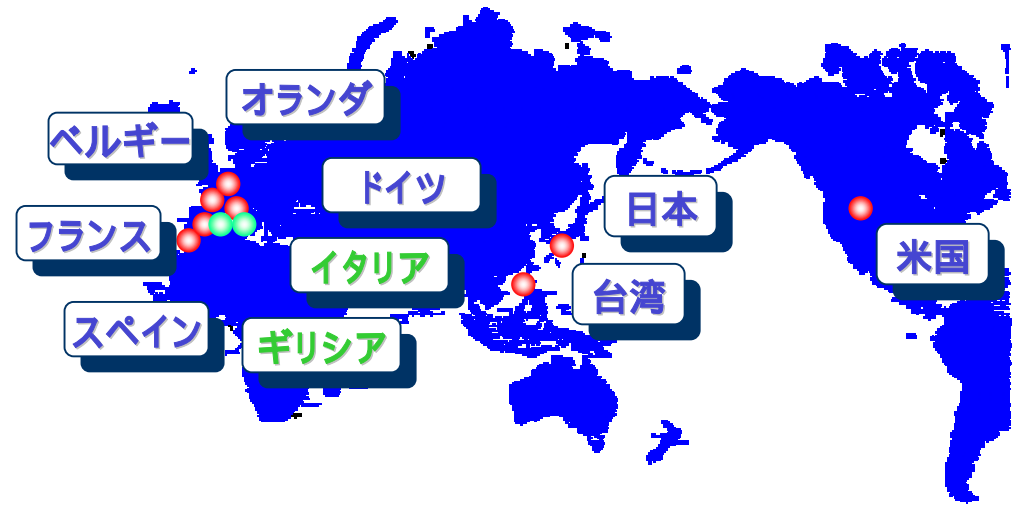 オランダ
ベルギー
ドイツ
日本
フランス
米国
イタリア
台湾
スペイン
ギリシア